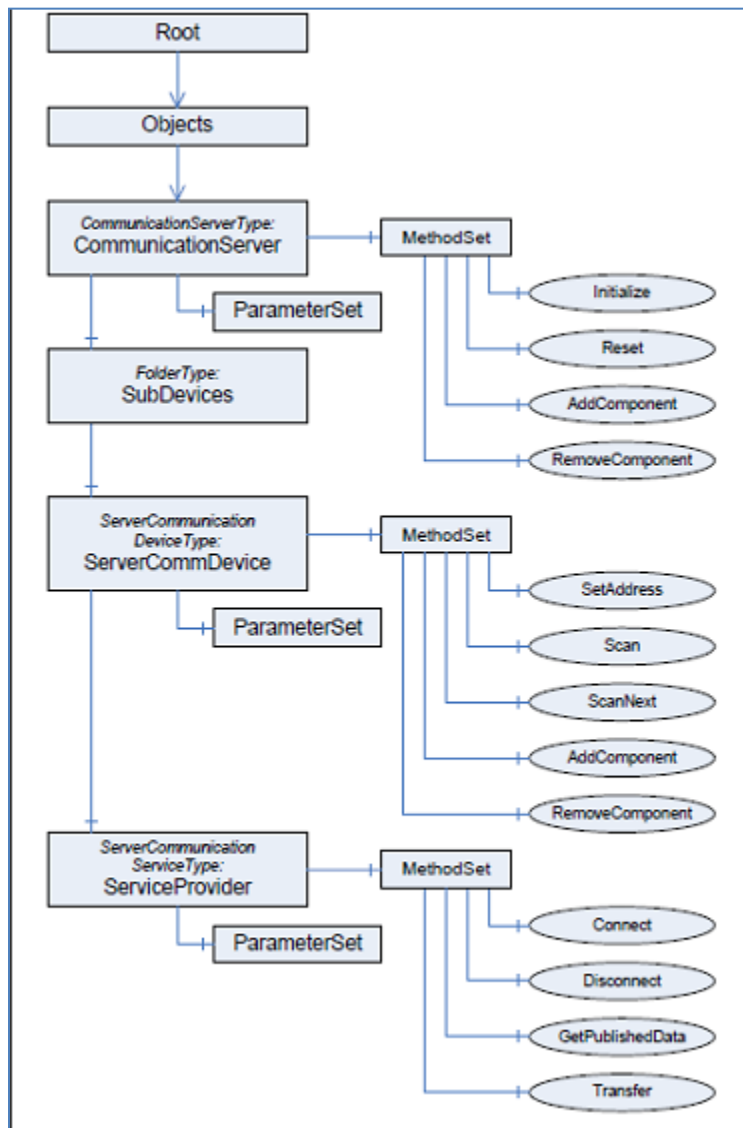 Root
Objects
CommunicationServerType:
CommunicationServer
MethodSet
Initialize
ParameterSet
Reset
FolderType:
SubDevices
AddComponent
RemoveComponent
ServerCommunication
DeviceType:
ServerCommDevice
MethodSet
SetAddress
ParameterSet
Scan
ScanNext
AddComponent
RemoveComponent
ServerCommunication
ServiceType:
ServiceProvider
MethodSet
Connect
ParameterSet
Disconnect
GetPublishedData
Transfer